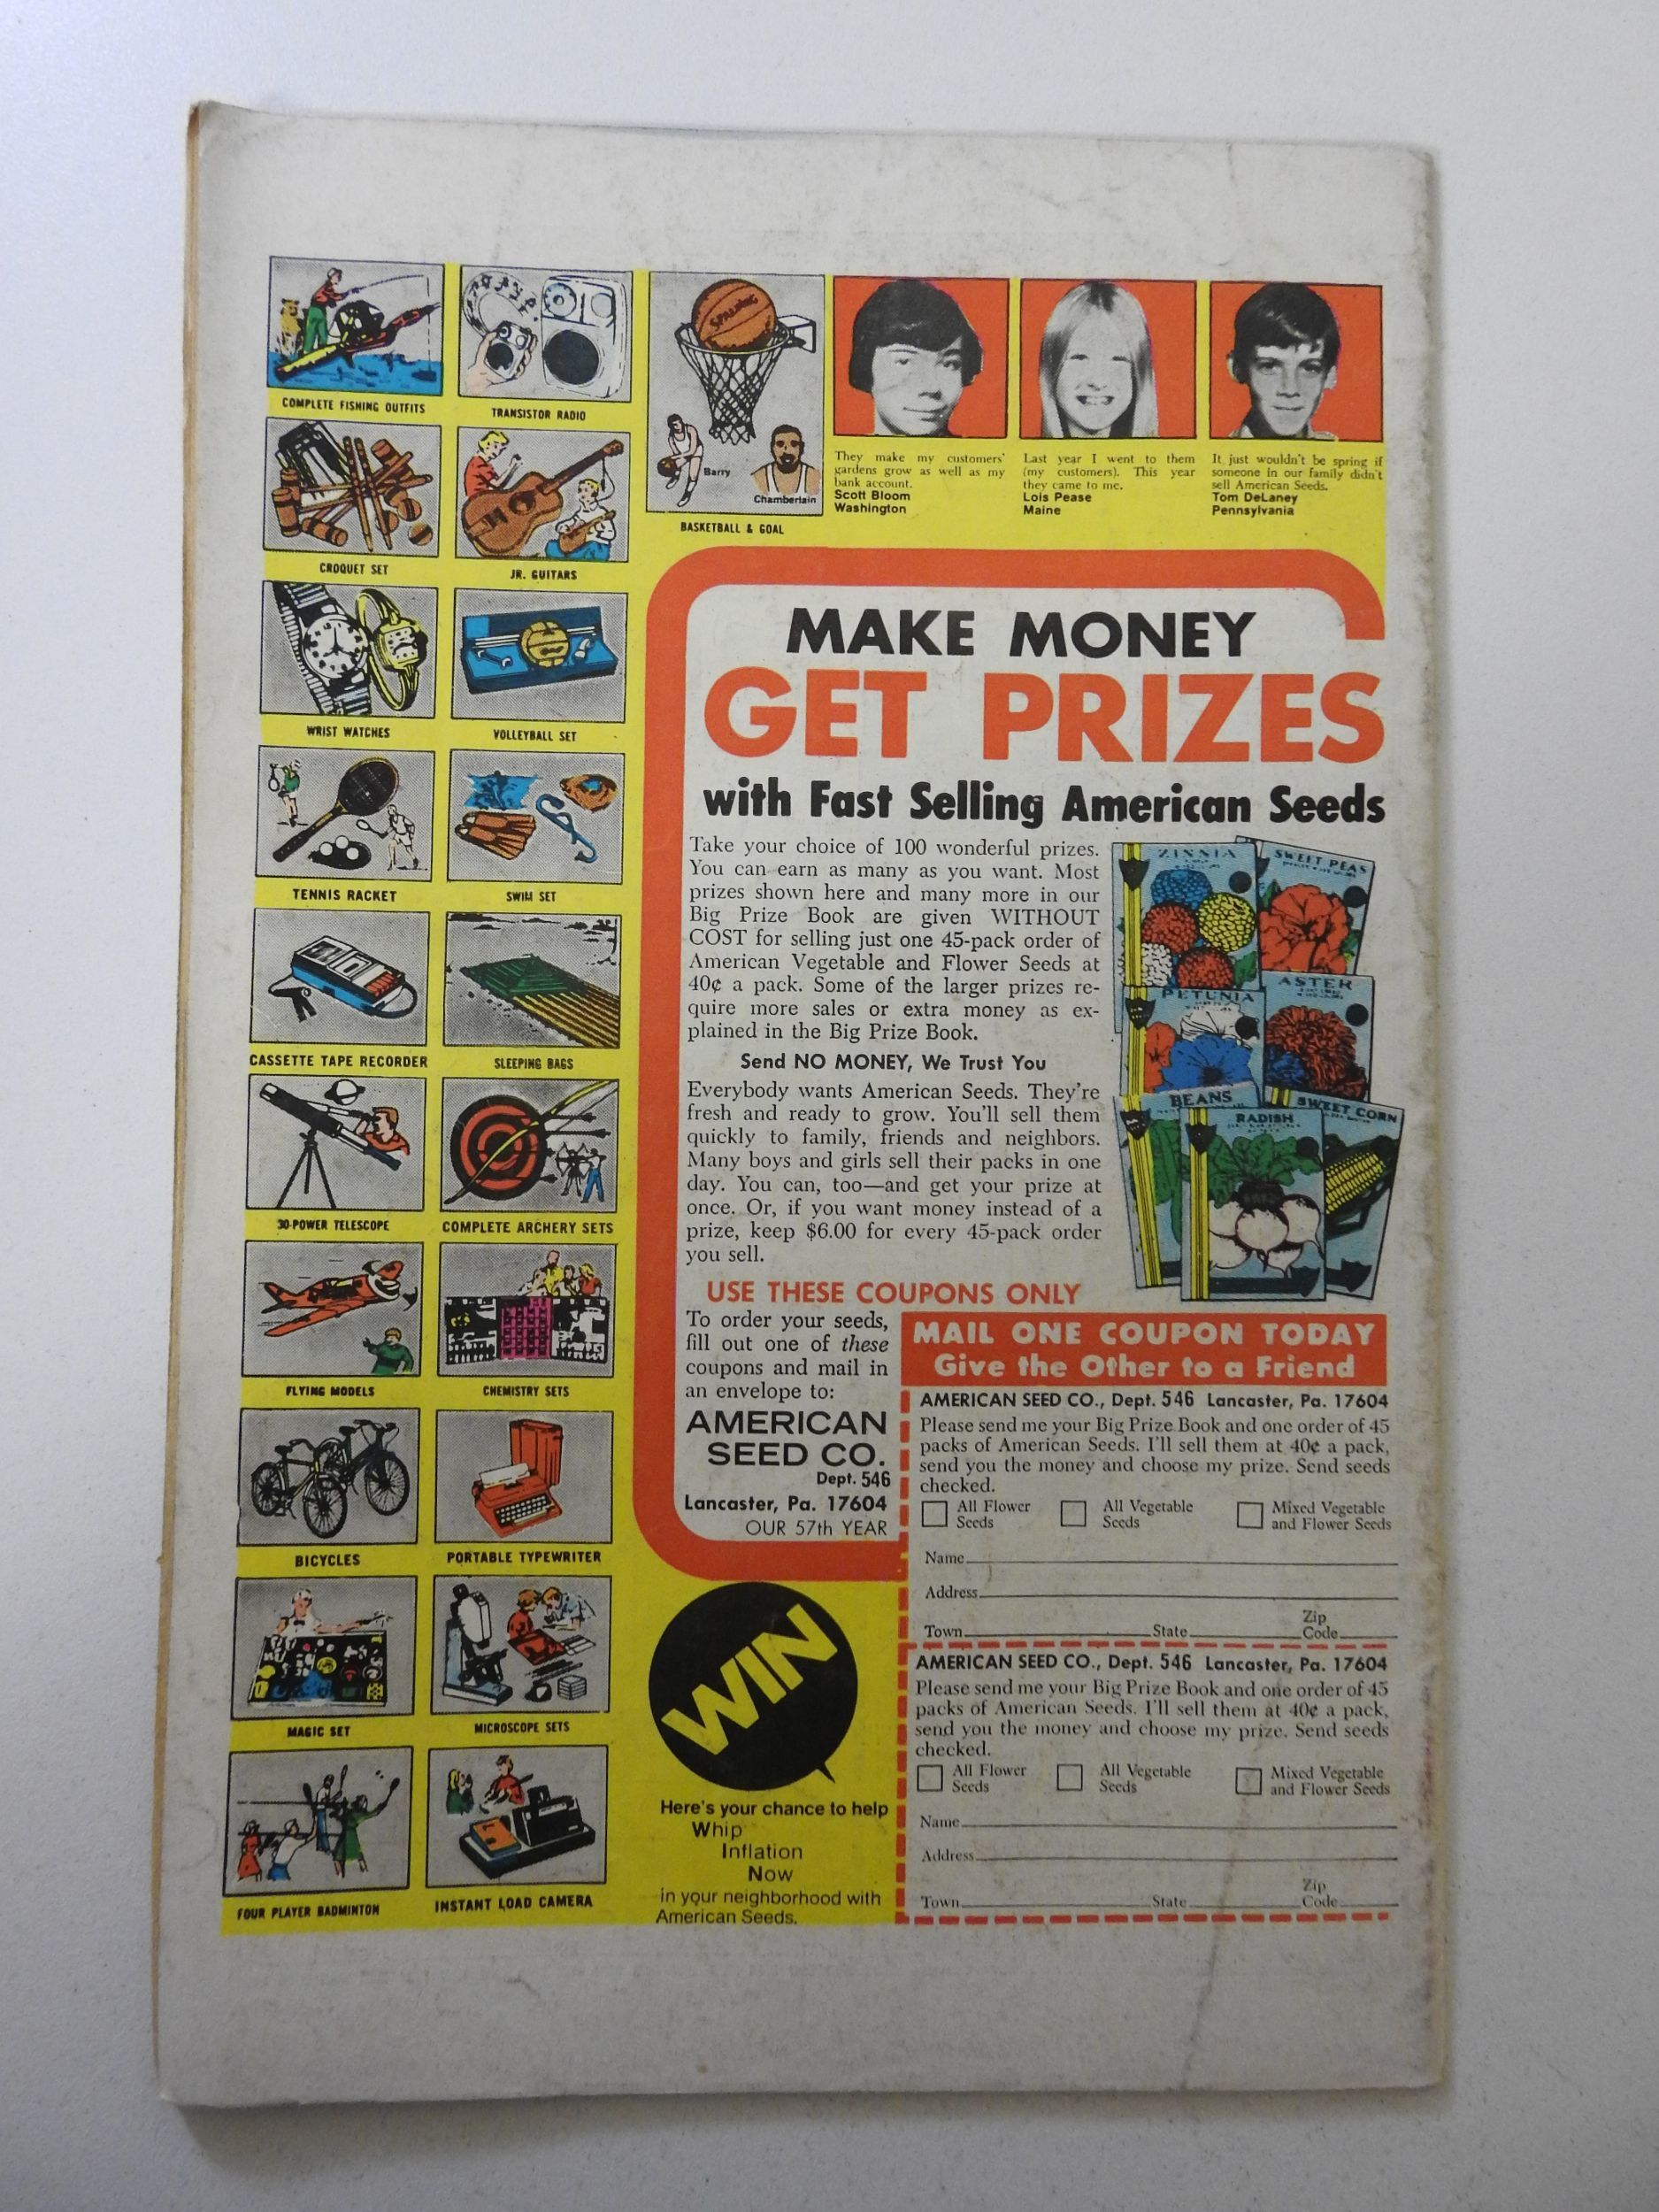 COMPLETE FISHING OUTFITS
TRANSISTOR RADIO
SPALDING
Barry
Chamberlain
BASKETBALL & GOAL
CROQUET SET
JR. GUITARS
WRIST WATCHES
VOLLEYBALL SET
TENNIS RACKET
SWIM SET
CASSETTE TAPE RECORDER
SLEEPING BAGS
30-POWER TELESCOPE
COMPLETE ARCHERY SETS
FLYING MODELS
CHEMISTRY SETS
BICYCLES
PORTABLE TYPEWRITER
MAGIC SET
MICROSCOPE SETS
FOUR PLAYER BADMINTON
INSTANT LOAD CAMERA
They make my customers'
gardens grow as well as my
bank account.
Scott Bloom
Washington
Last year I went to them
(my customers). This year
they came to me.
Lois Pease
Maine
It just wouldn't be spring if
someone in our family didn't
sell American Seeds.
Tom DeLaney
Pennsylvania
MAKE MONEY
GET PRIZES
with Fast Selling American Seeds
Take your choice of 100 wonderful prizes.
You can earn as many as you want. Most
prizes shown here and many more in our
Big Prize Book are given WITHOUT
COST for selling just one 45-pack order of
American Vegetable and Flower Seeds at
40¢ a pack. Some of the larger prizes re-
quire more sales or extra money as ex-
plained in the Big Prize Book.
Send NO MONEY, We Trust You
Everybody wants American Seeds. They're
fresh and ready to grow. You'll sell them
quickly to family, friends and neighbors.
Many boys and girls sell their packs in one
day. You can, too—and get your prize at
once. Or, if you want money instead of a
prize, keep $6.00 for every 45-pack order
you sell.
ZINNIA
SWEET PEAS
PETUNIA
ASTER
BEANS
RADISH
SWEET CORN
USE THESE COUPONS ONLY
To order your seeds,
fill out one of these
coupons and mail in
an envelope to:
AMERICAN
SEED CO.
Dept. 546
Lancaster, Pa. 17604
OUR 57th YEAR
MAIL ONE COUPON TODAY
Give the Other to a Friend
AMERICAN SEED CO., Dept. 546 Lancaster, Pa. 17604
Please send me your Big Prize Book and one order of 45
packs of American Seeds. I'll sell them at 40¢ a pack,
send you the money and choose my prize. Send seeds
checked.
All Flower
Seeds
All Vegetable
Seeds
Mixed Vegetable
and Flower Seeds
Name
Address
Town State Zip
Code
AMERICAN SEED CO., Dept. 546 Lancaster, Pa. 17604
Please send me your Big Prize Book and one order of 45
packs of American Seeds. I'll sell them at 40¢ a pack,
send you the money and choose my prize. Send seeds
checked.
All Flower
Seeds
All Vegetable
Seeds
Mixed Vegetable
and Flower Seeds
Name
Address
Town State Zip
Code
WIN
Here's your chance to help
Whip
Inflation
Now
in your neighborhood with
American Seeds.